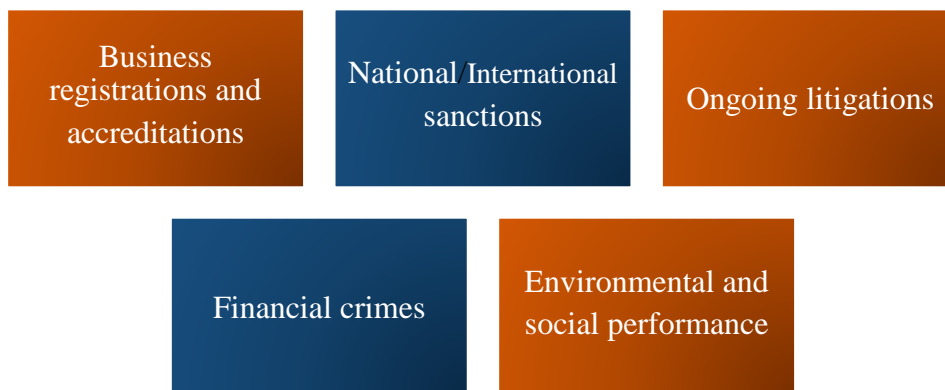 Business
registrations and
accreditations
National/International
sanctions
Ongoing litigations
Financial crimes
Environmental and
social performance